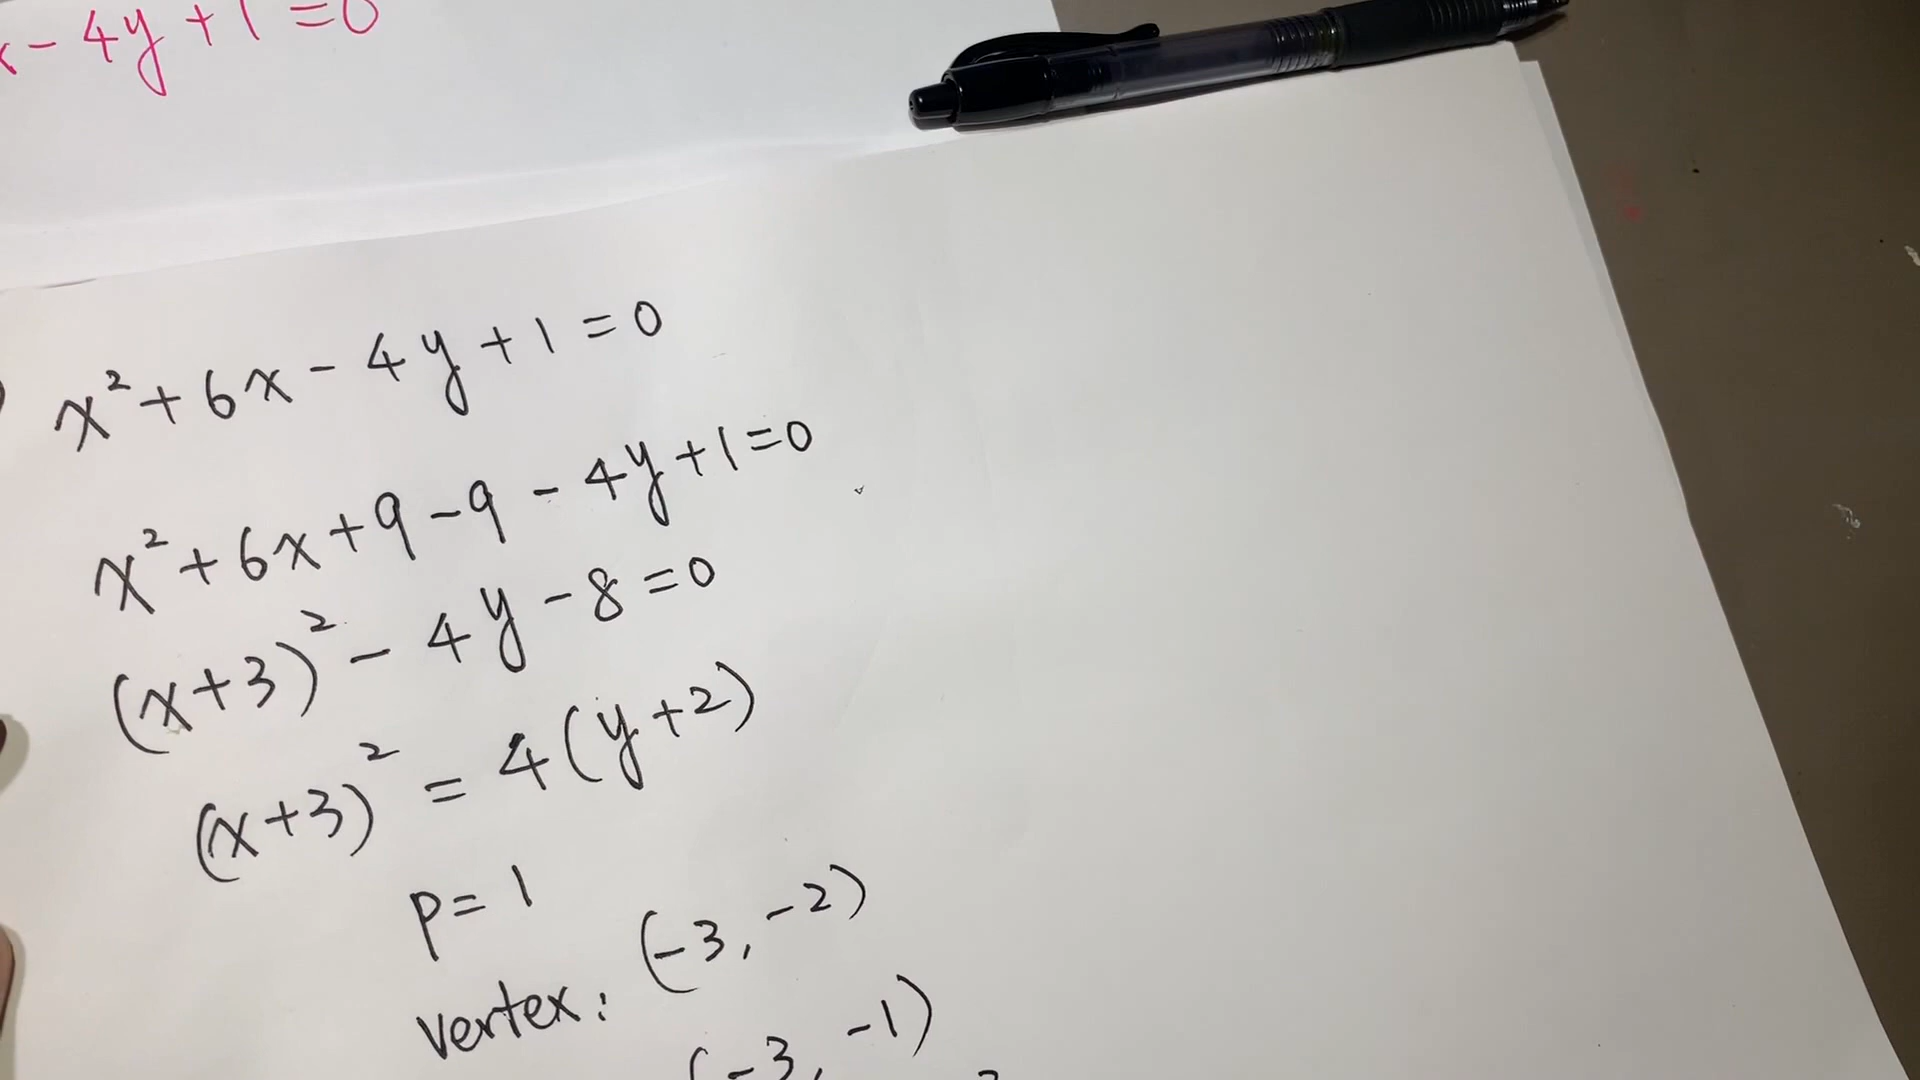 x - 4y + 1 = 0
x² + 6x - 4y + 1 = 0
x² + 6x + 9 - 9 - 4y + 1 = 0
(x+3)² - 4y - 8 = 0
(x+3)² = 4(y+2)
p = 1
vertex: (-3, -2)
(-3, -1)